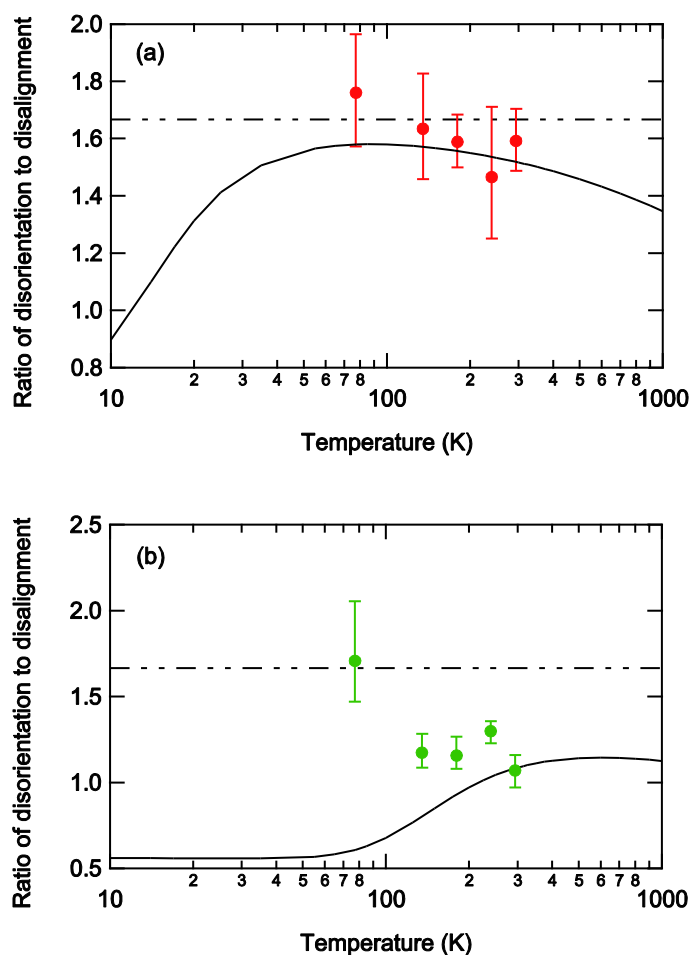 (a)
Ratio of disorientation to disalignment
2.0
1.8
1.6
1.4
1.2
1.0
0.8
10 2 3 4 5 6 7 8 100 2 3 4 5 6 7 8 1000
Temperature (K)
(b)
Ratio of disorientation to disalignment
2.5
2.0
1.5
1.0
0.5
10 2 3 4 5 6 7 8 100 2 3 4 5 6 7 8 1000
Temperature (K)